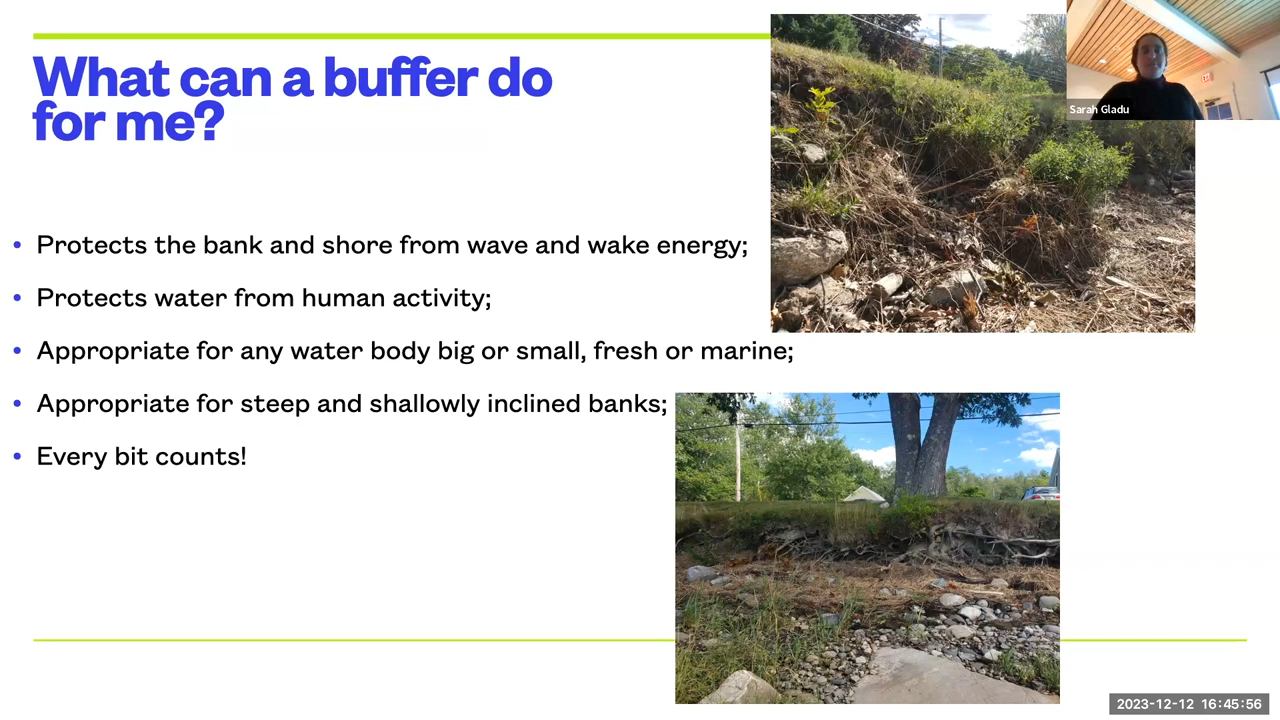 What can a buffer do
for me?
Sarah Gladu
• Protects the bank and shore from wave and wake energy;
• Protects water from human activity;
• Appropriate for any water body big or small, fresh or marine;
• Appropriate for steep and shallowly inclined banks;
• Every bit counts!
2023-12-12 16:45:56